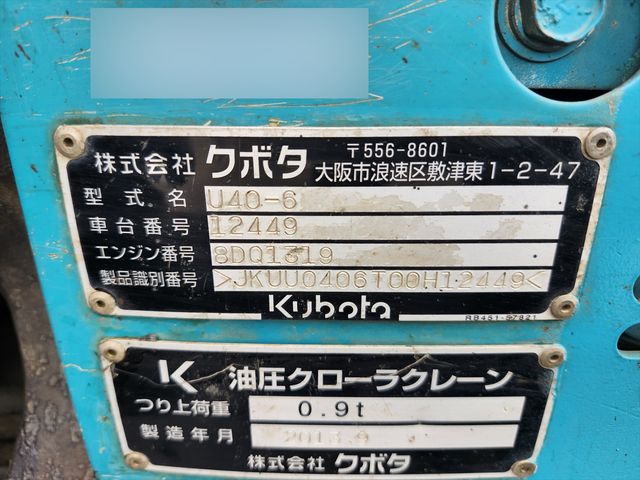 株式会社 クボタ 〒556-8601
大阪市浪速区敷津東1-2-47
型式名 U40-6
車台番号 12449
エンジン番号 8DQ1319
製品識別番号 >JKUU0406T00H12449<
Kubota
RB451-57821
K 油圧クローラクレーン
つり上荷重 0.9t
製造年月 2013.9
株式会社 クボタ